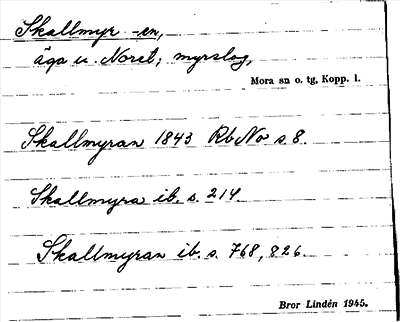 Skallmyr -en,
äga u. Noret; myrslog,
Mora sn o. tg, Kopp. l.
Skallmyran 1843 Rb No s. 8.
Skallmyra ib. s. 214.
Skallmyran ib. s. 768, 826.
Bror Lindén 1945.